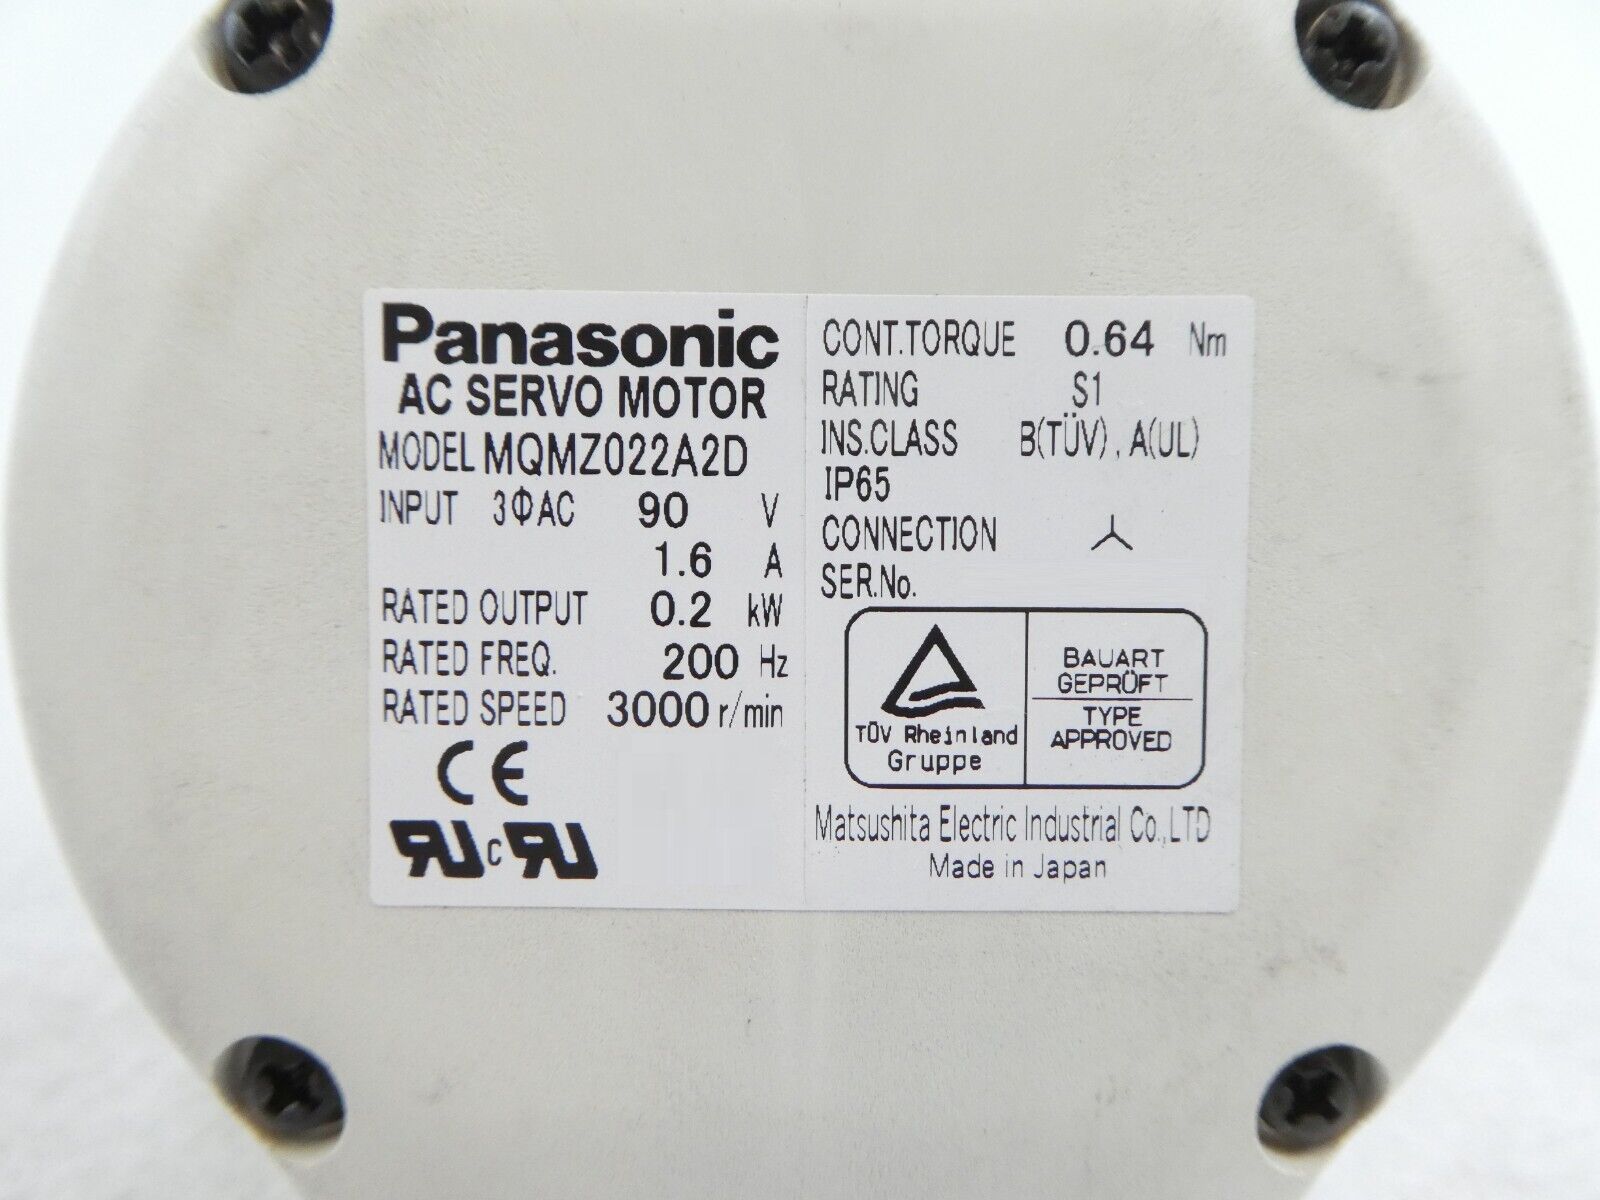 Panasonic
AC SERVO MOTOR
MODEL MQMZ022A2D
INPUT 3ΦAC 90 V
1.6 A
RATED OUTPUT 0.2 kW
RATED FREQ. 200 Hz
RATED SPEED 3000 r/min
CE
RU c RU
CONT.TORQUE 0.64 Nm
RATING S1
INS.CLASS B(TÜV), A(UL)
IP65
CONNECTION
SER.No.
TÜV Rheinland
Gruppe
BAUART
GEPRÜFT
TYPE
APPROVED
Matsushita Electric Industrial Co.,LTD
Made in Japan